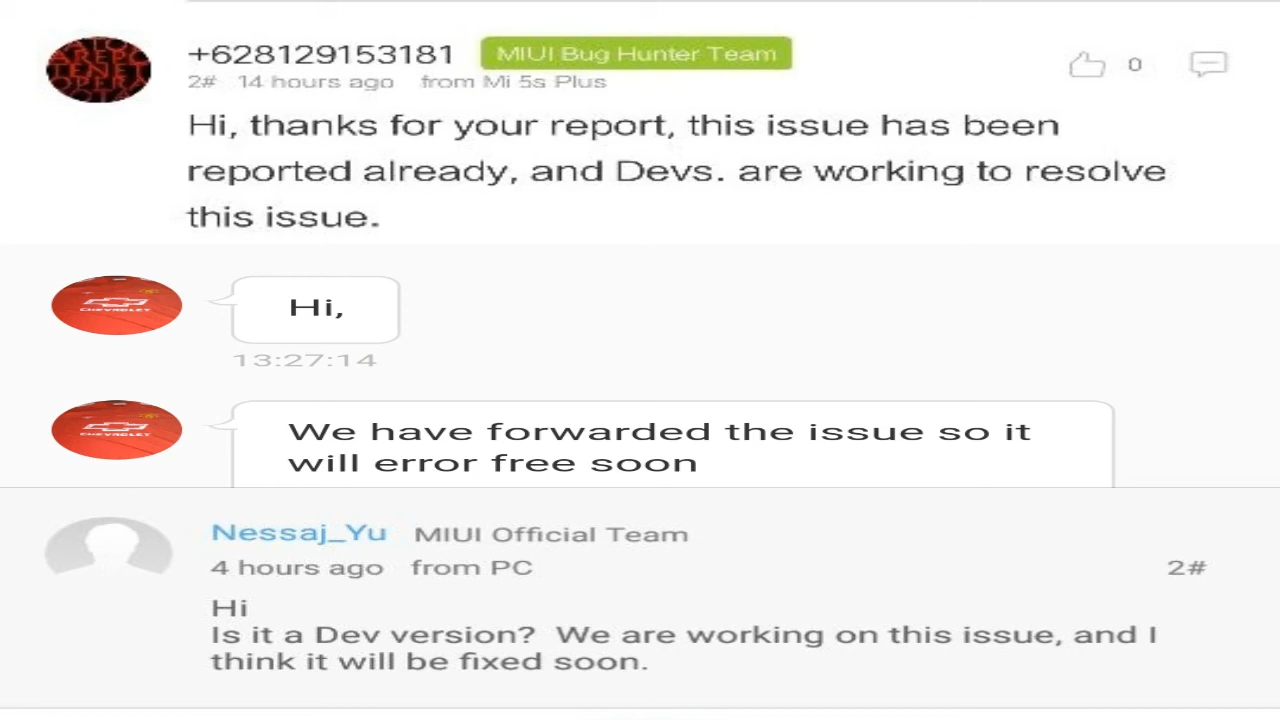 +628129153181 MIUI Bug Hunter Team
0
2# 14 hours ago from Mi 5s Plus
Hi, thanks for your report, this issue has been
reported already, and Devs. are working to resolve
this issue.
CHEVROLET
Hi,
13:27:14
CHEVROLET
We have forwarded the issue so it
will error free soon
Nessaj_Yu MIUI Official Team
4 hours ago from PC
2#
Hi
Is it a Dev version? We are working on this issue, and I
think it will be fixed soon.